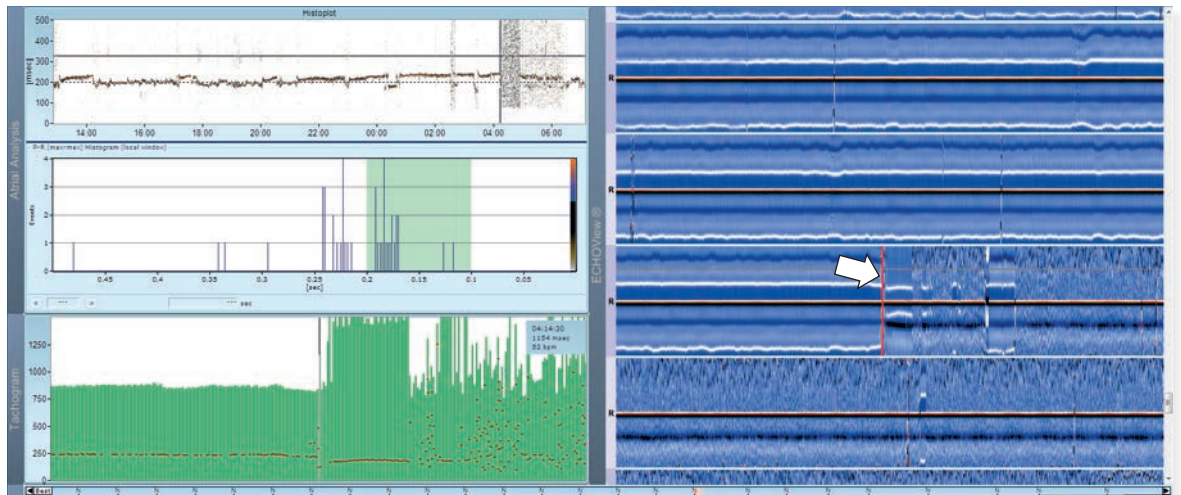 Histoplot
Atrial Analysis
[msec]
500
400
300
200
100
0
14:00 16:00 18:00 20:00 22:00 00:00 02:00 04:00 06:00
P-R [max-max] Histogram (local window)
Events
4
3
2
1
0
0.45 0.4 0.35 0.3 0.25 0.2 0.15 0.1 0.05
[sec]
< --- > --- sec
Tachogram
1250
1000
750
500
250
0
04:14:30
1154 msec
52 bpm
ECHOView ®
R
R
R
R
Best